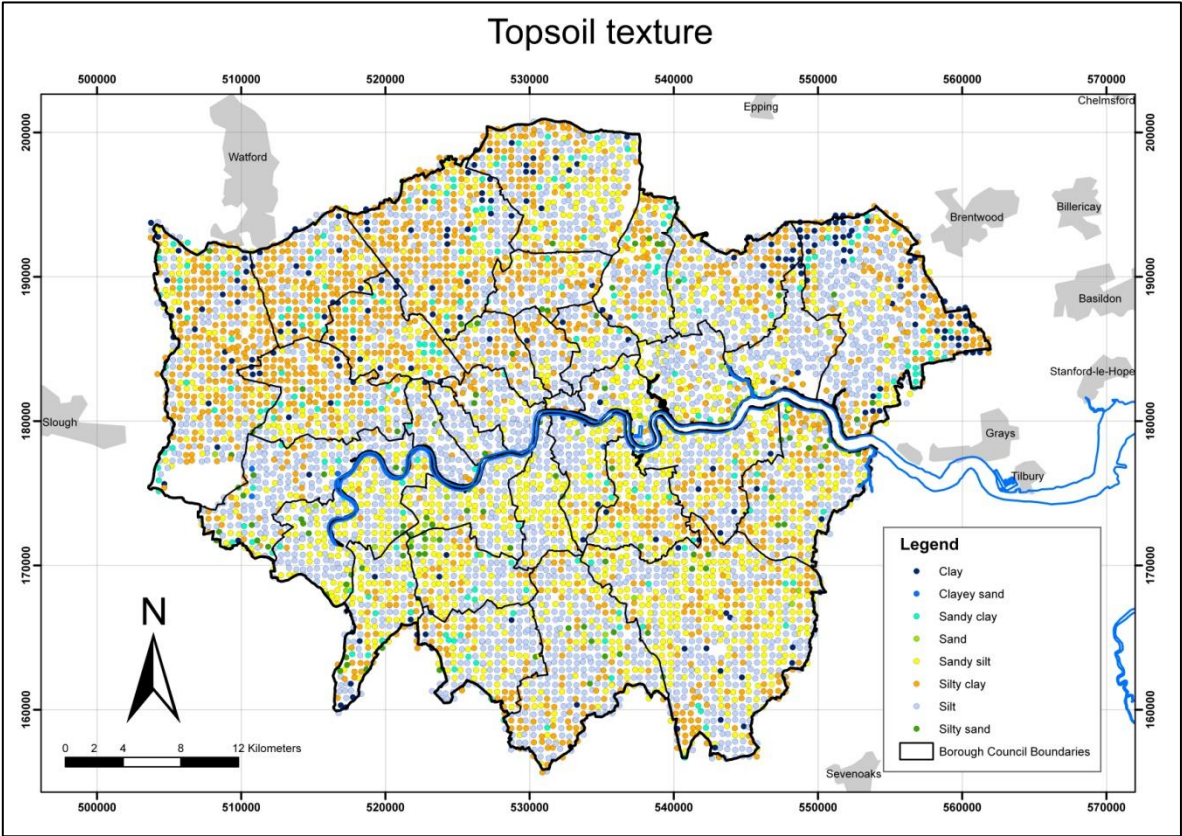 Topsoil texture
500000 510000 520000 530000 540000 550000 560000 570000
Epping
Chelmsford
200000
200000
Watford
Brentwood
Billericay
190000
190000
Basildon
Stanford-le-Hope
Slough
180000
180000
Grays
Tilbury
Legend
Clay
Clayey sand
Sandy clay
Sand
Sandy silt
Silty clay
Silt
Silty sand
Borough Council Boundaries
170000
170000
N
160000
160000
0 2 4 8 12 Kilometers
Sevenoaks
500000 510000 520000 530000 540000 550000 560000 570000